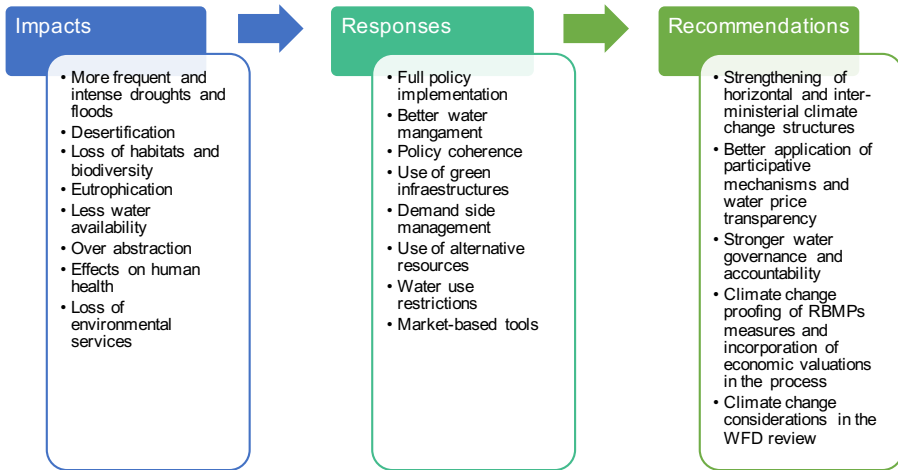 Impacts
• More frequent and
intense droughts and
floods
• Desertification
• Loss of habitats and
biodiversity
• Eutrophication
• Less water
availability
• Over abstraction
• Effects on human
health
• Loss of
environmental
services
Responses
• Full policy
implementation
• Better water
mangament
• Policy coherence
• Use of green
infraestructures
• Demand side
management
• Use of alternative
resources
• Water use
restrictions
• Market-based tools
Recommendations
• Strengthening of
horizontal and inter-
ministerial climate
change structures
• Better application of
participative
mechanisms and
water price
transparency
• Stronger water
governance and
accountability
• Climate change
proofing of RBMPs
measures and
incorporation of
economic valuations
in the process
• Climate change
considerations in the
WFD review